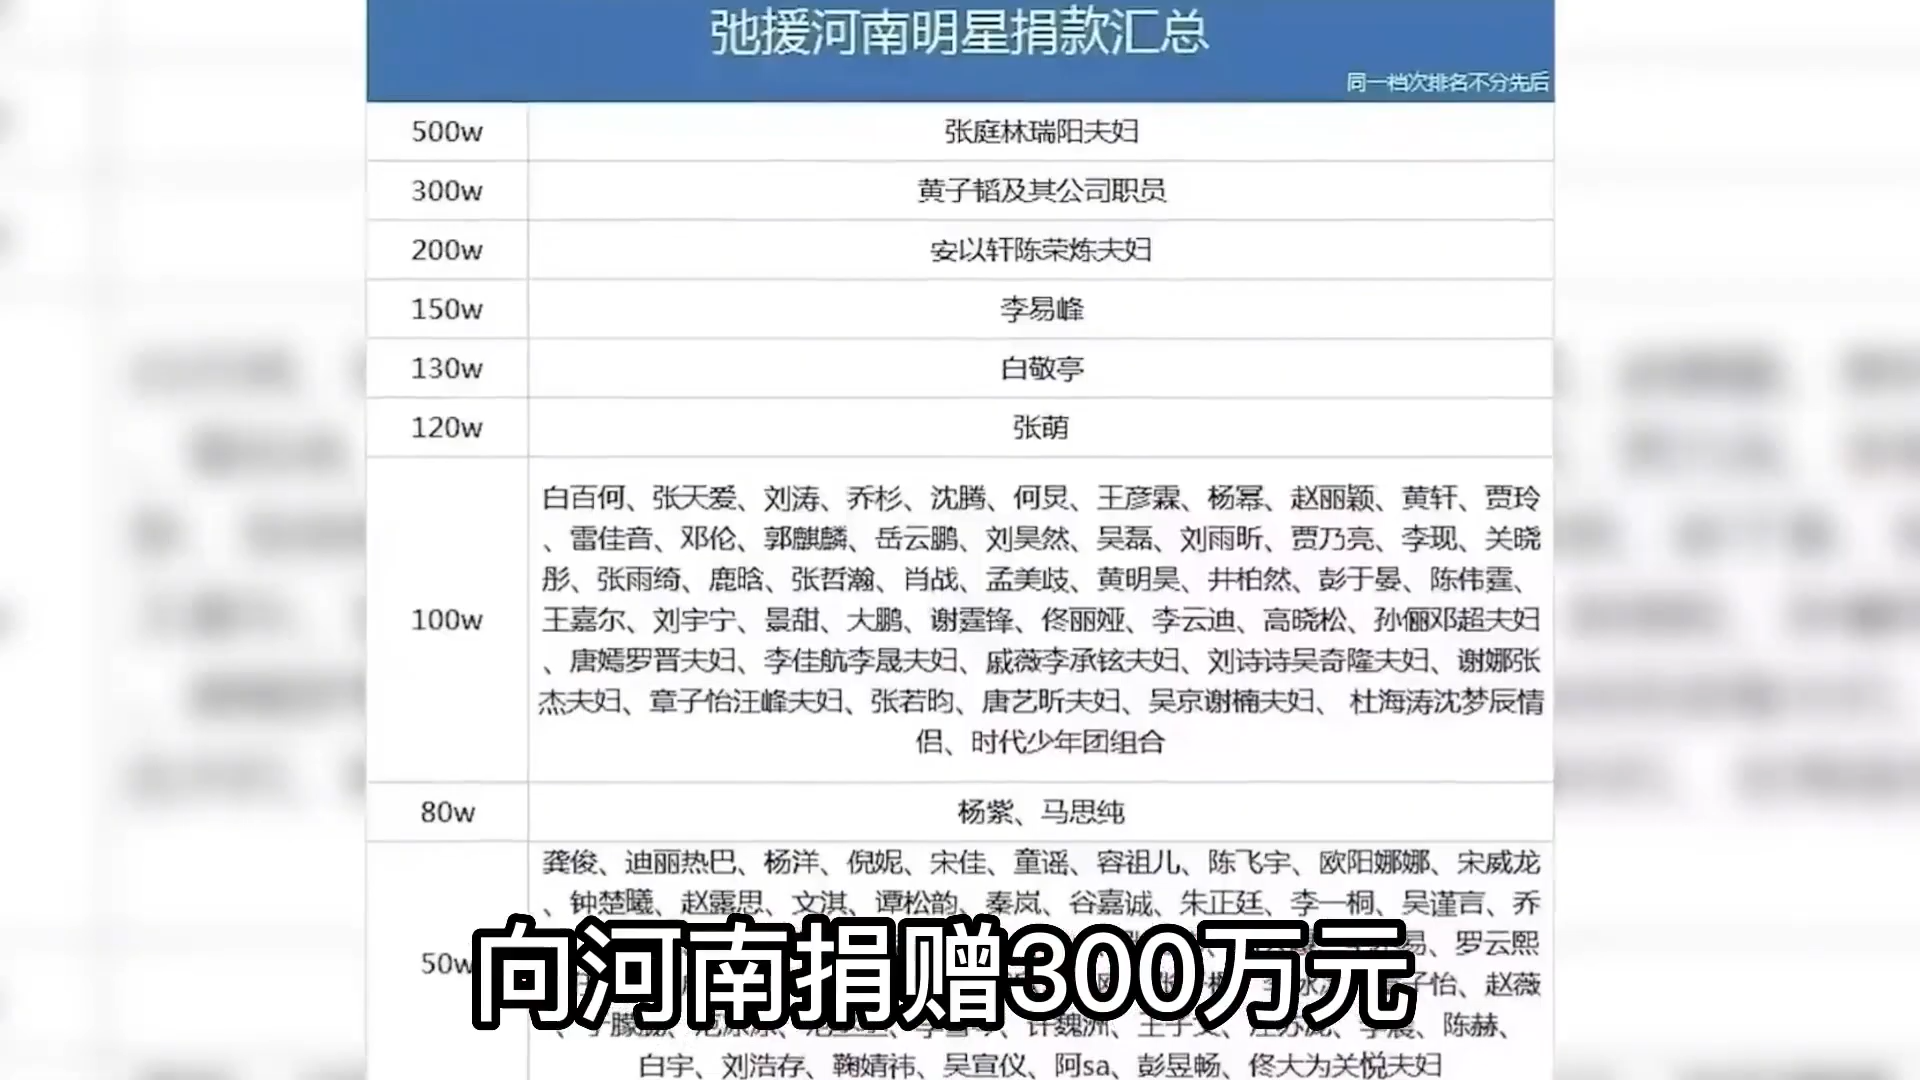 弛援河南明星捐款汇总
同一档次排名不分先后
500w 张庭林瑞阳夫妇
300w 黄子韬及其公司职员
200w 安以轩陈荣炼夫妇
150w 李易峰
130w 白敬亭
120w 张萌
100w
白百何、张天爱、刘涛、乔杉、沈腾、何炅、王彦霖、杨幂、赵丽颖、黄轩、贾玲
、雷佳音、邓伦、郭麒麟、岳云鹏、刘昊然、吴磊、刘雨昕、贾乃亮、李现、关晓
彤、张雨绮、鹿晗、张哲瀚、肖战、孟美岐、黄明昊、井柏然、彭于晏、陈伟霆、
王嘉尔、刘宇宁、景甜、大鹏、谢霆锋、佟丽娅、李云迪、高晓松、孙俪邓超夫妇
、唐嫣罗晋夫妇、李佳航李晟夫妇、戚薇李承铉夫妇、刘诗诗吴奇隆夫妇、谢娜张
杰夫妇、章子怡汪峰夫妇、张若昀、唐艺昕夫妇、吴京谢楠夫妇、杜海涛沈梦辰情
侣、时代少年团组合
80w 杨紫、马思纯
50w
龚俊、迪丽热巴、杨洋、倪妮、宋佳、童谣、容祖儿、陈飞宇、欧阳娜娜、宋威龙
、钟楚曦、赵露思、文淇、谭松韵、秦岚、谷嘉诚、朱正廷、李一桐、吴谨言、乔
易、罗云熙
子怡、赵薇
陈赫、
白宇、刘浩存、鞠婧祎、吴宣仪、阿sa、彭昱畅、佟大为关悦夫妇
向河南捐赠300万元